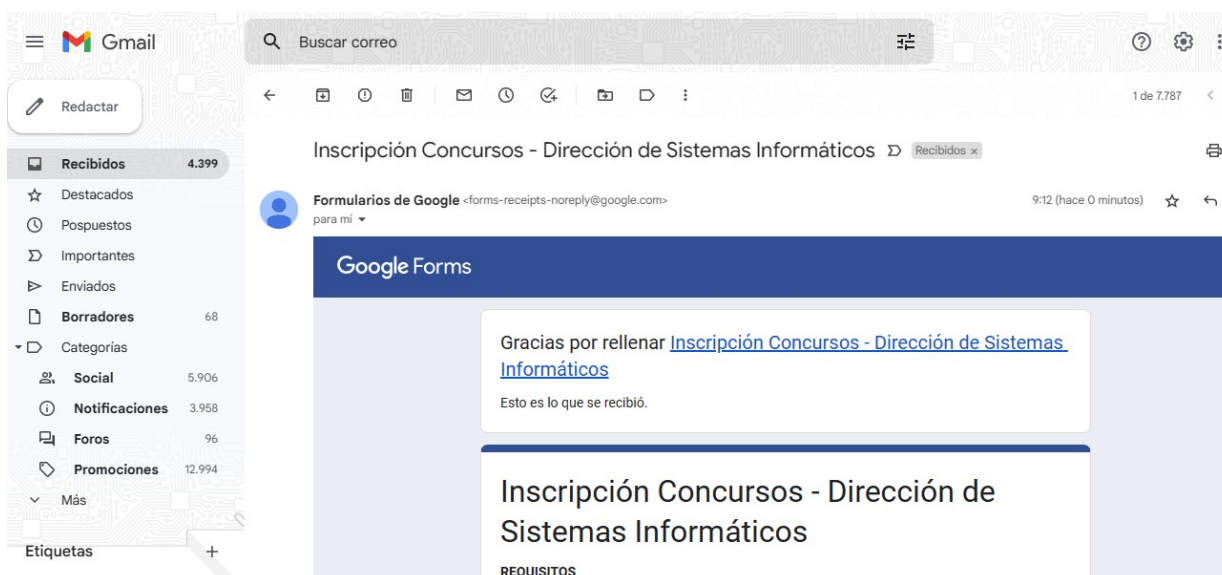 Gmail
Buscar correo
Redactar
1 de 7.787
Recibidos 4.399
Destacados
Pospuestos
Importantes
Enviados
Borradores 68
Categorías
Social 5.906
Notificaciones 3.958
Foros 96
Promociones 12.994
Más
Etiquetas
Inscripción Concursos - Dirección de Sistemas Informáticos Recibidos ×
Formularios de Google <forms-receipts-noreply@google.com> 9:12 (hace 0 minutos)
para mí
Google Forms
Gracias por rellenar Inscripción Concursos - Dirección de Sistemas
Informáticos
Esto es lo que se recibió.
Inscripción Concursos - Dirección de
Sistemas Informáticos
REQUISITOS